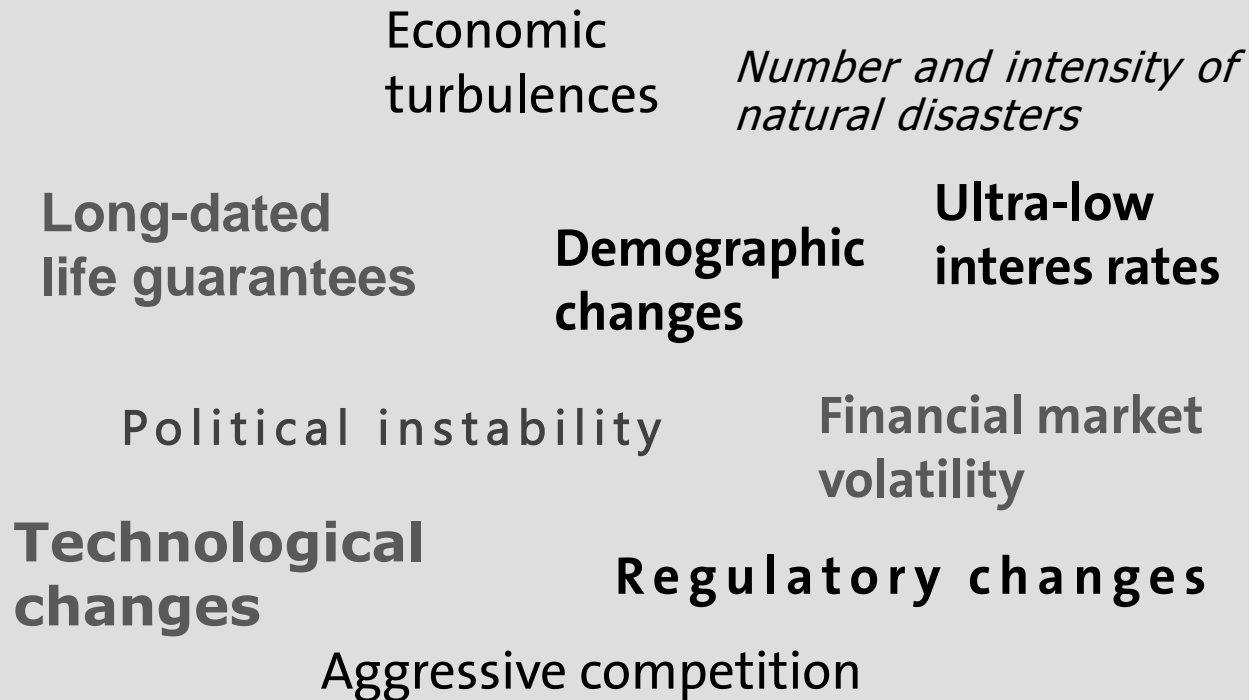 Economic
turbulences
Number and intensity of
natural disasters
Long-dated
life guarantees
Demographic
changes
Ultra-low
interes rates
Political instability
Financial market
volatility
Technological
changes
Regulatory changes
Aggressive competition